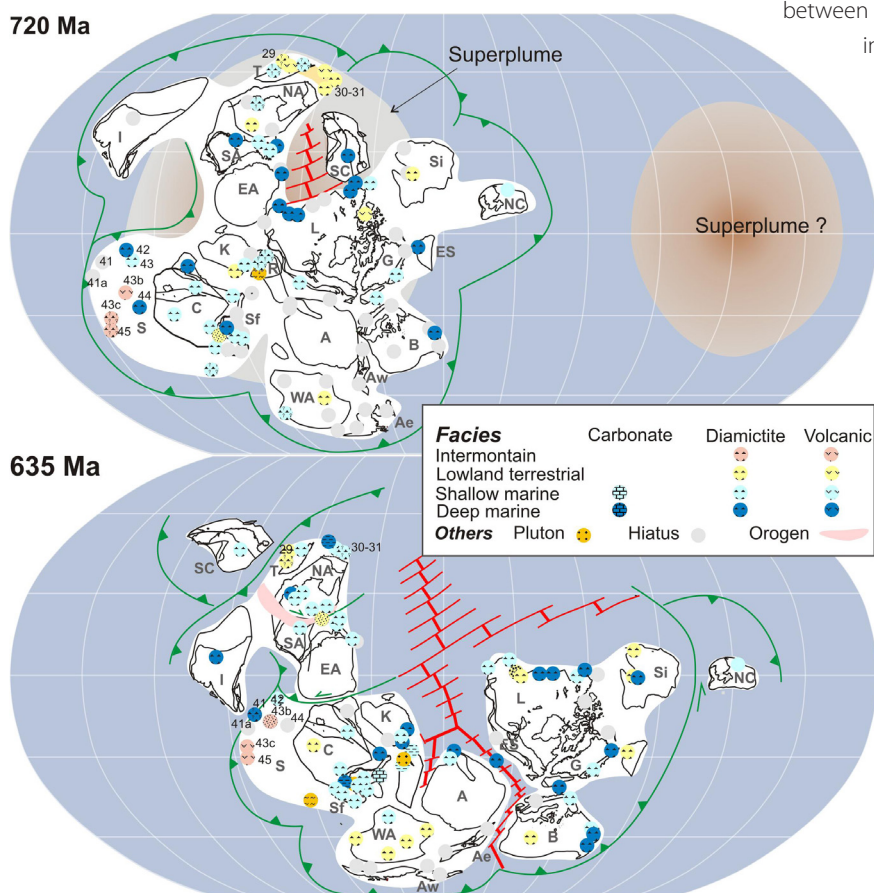 between
in
720 Ma
Superplume
29
T
NA
30-31
I
SA
SC
Si
EA
NC
L
Superplume ?
K
R
G
ES
41
42
43
41a
43b
44
43c
S
C
45
Sf
A
B
Aw
WA
Ae
Facies
Carbonate
Diamictite
Volcanic
Intermontain
Lowland terrestrial
Shallow marine
Deep marine
Others
Pluton
Hiatus
Orogen
635 Ma
29
30-31
SC
T
NA
SA
I
EA
Si
NC
L
41
42
43b
41a
44
K
43c
C
ES
45
S
G
A
Sf
WA
B
Ae
Aw